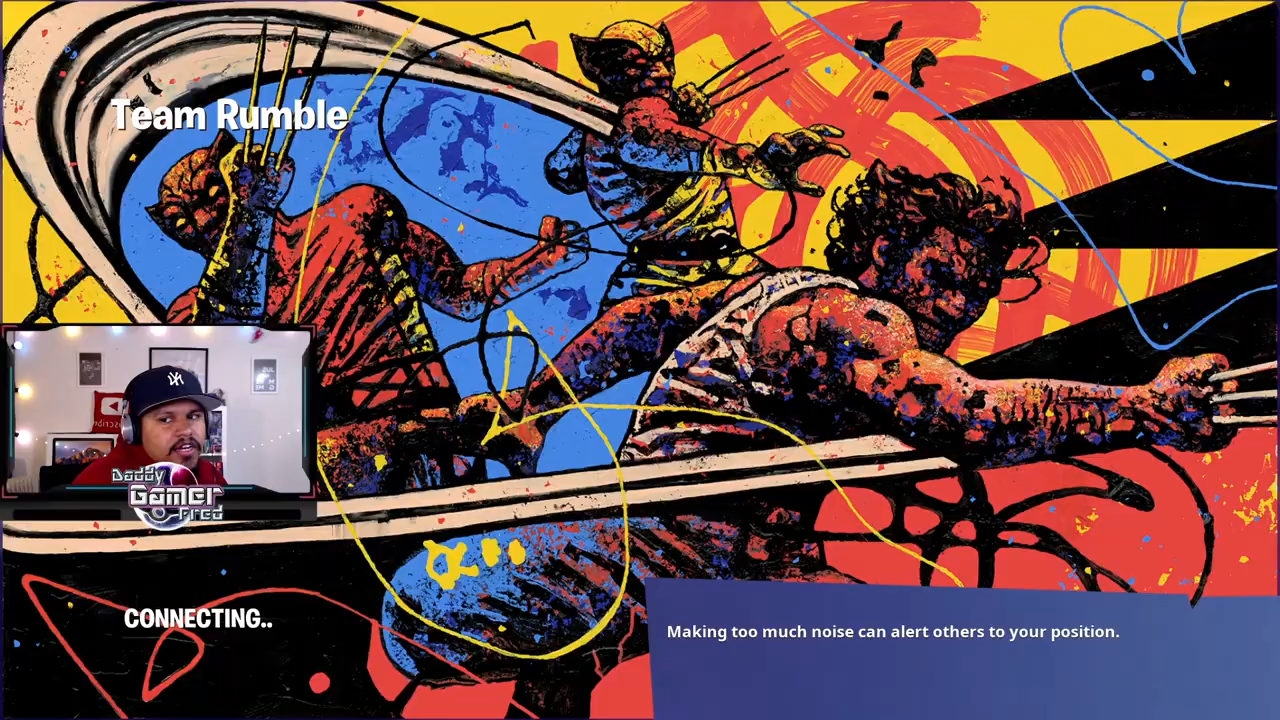 Team Rumble
Daddy
Gamer
Fred
CONNECTING..
Making too much noise can alert others to your position.